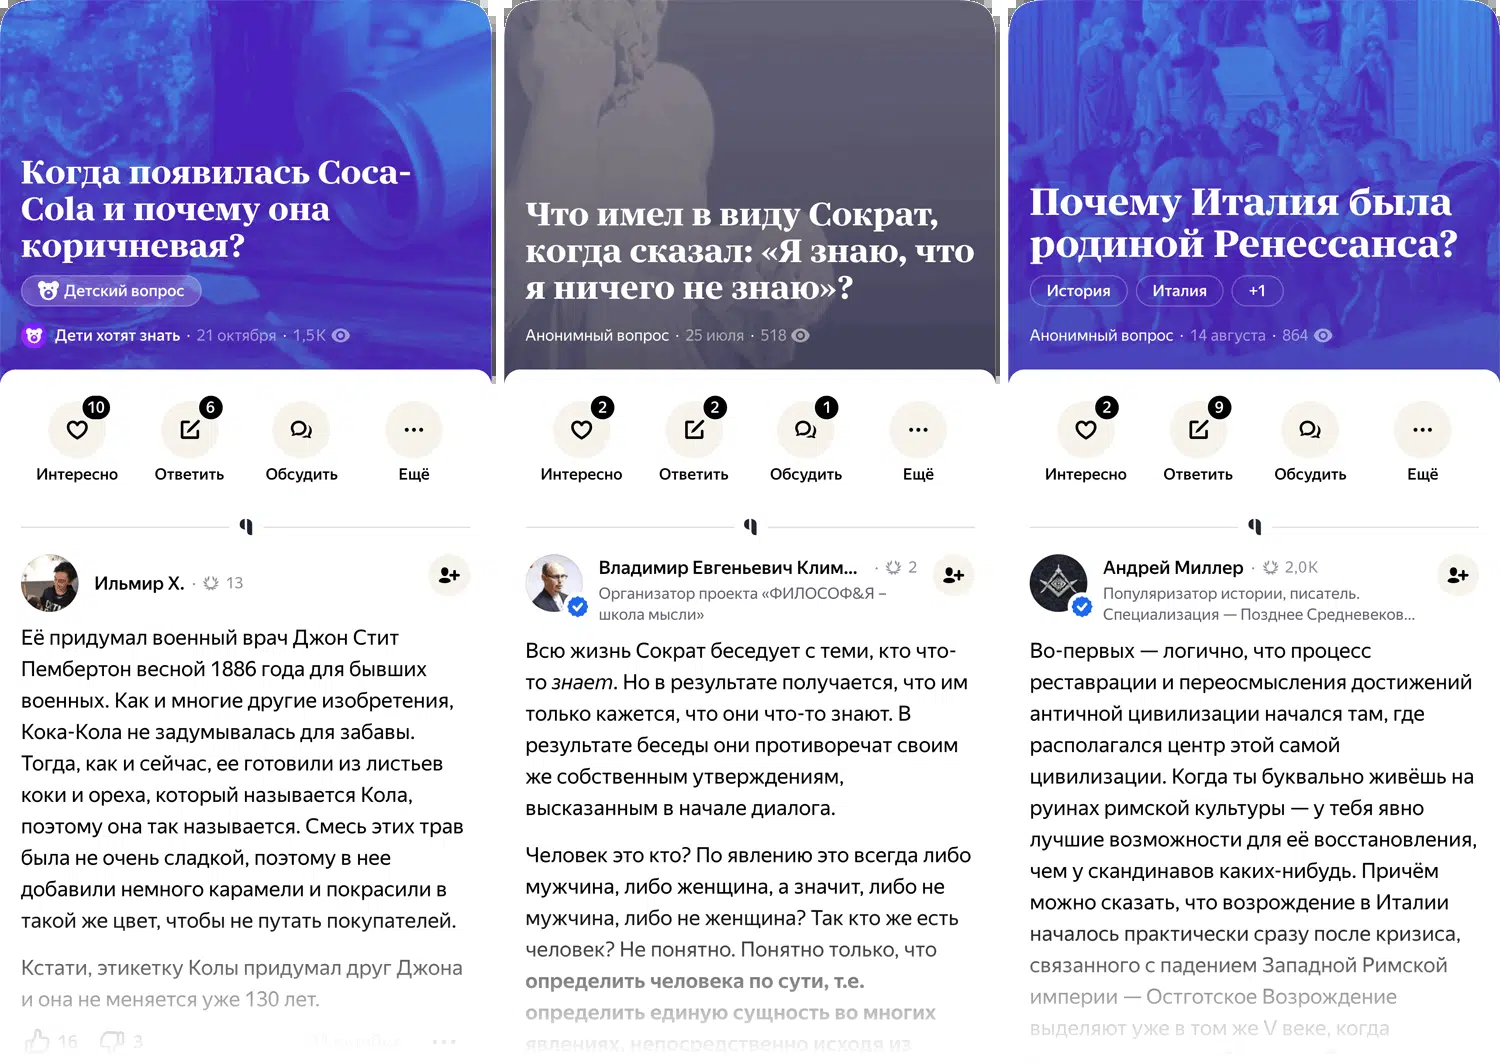 Когда появилась Coca-
Cola и почему она
коричневая?
Детский вопрос
Дети хотят знать · 21 октября · 1,5K
10
6
Интересно
Ответить
Обсудить
Ещё
Ильмир Х. · 13
Её придумал военный врач Джон Стит
Пембертон весной 1886 года для бывших
военных. Как и многие другие изобретения,
Кока-Кола не задумывалась для забавы.
Тогда, как и сейчас, ее готовили из листьев
коки и ореха, который называется Кола,
поэтому она так называется. Смесь этих трав
была не очень сладкой, поэтому в нее
добавили немного карамели и покрасили в
такой же цвет, чтобы не путать покупателей.
Кстати, этикетку Колы придумал друг Джона
и она не меняется уже 130 лет.
16
3
Что имел в виду Сократ,
когда сказал: «Я знаю, что
я ничего не знаю»?
Анонимный вопрос · 25 июля · 518
2
2
1
Интересно
Ответить
Обсудить
Ещё
Владимир Евгеньевич Клим... · 2
Организатор проекта «ФИЛОСОФ&Я –
школа мысли»
Всю жизнь Сократ беседует с теми, кто что-
то знает. Но в результате получается, что им
только кажется, что они что-то знают. В
результате беседы они противоречат своим
же собственным утверждениям,
высказанным в начале диалога.
Человек это кто? По явлению это всегда либо
мужчина, либо женщина, а значит, либо не
мужчина, либо не женщина? Так кто же есть
человек? Не понятно. Понятно только, что
определить человека по сути, т.е.
определить единую сущность во многих
явлениях, непосредственно исходя из
Почему Италия была
родиной Ренессанса?
История
Италия
+1
Анонимный вопрос · 14 августа · 864
2
9
Интересно
Ответить
Обсудить
Ещё
Андрей Миллер · 2,0K
Популяризатор истории, писатель.
Специализация — Позднее Средневеков...
Во-первых — логично, что процесс
реставрации и переосмысления достижений
античной цивилизации начался там, где
располагался центр этой самой
цивилизации. Когда ты буквально живёшь на
руинах римской культуры — у тебя явно
лучшие возможности для её восстановления,
чем у скандинавов каких-нибудь. Причём
можно сказать, что возрождение в Италии
началось практически сразу после кризиса,
связанного с падением Западной Римской
империи — Остготское Возрождение
выделяют уже в том же V веке, когда